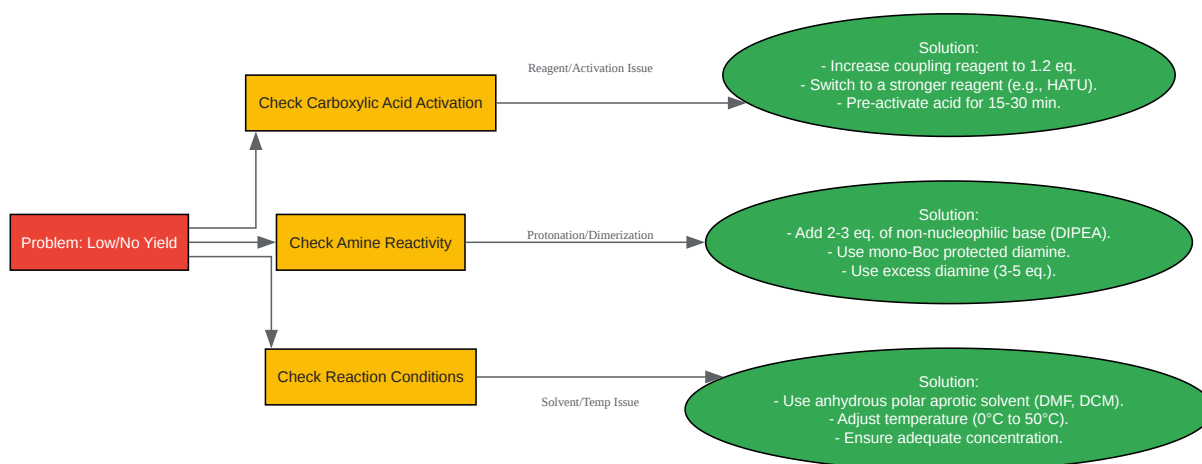 Problem: Low/No Yield
Check Carboxylic Acid Activation
Reagent/Activation Issue
Solution:
- Increase coupling reagent to 1.2 eq.
- Switch to a stronger reagent (e.g., HATU).
- Pre-activate acid for 15-30 min.
Check Amine Reactivity
Protonation/Dimerization
Solution:
- Add 2-3 eq. of non-nucleophilic base (DIPEA).
- Use mono-Boc protected diamine.
- Use excess diamine (3-5 eq.).
Check Reaction Conditions
Solvent/Temp Issue
Solution:
- Use anhydrous polar aprotic solvent (DMF, DCM).
- Adjust temperature (0°C to 50°C).
- Ensure adequate concentration.